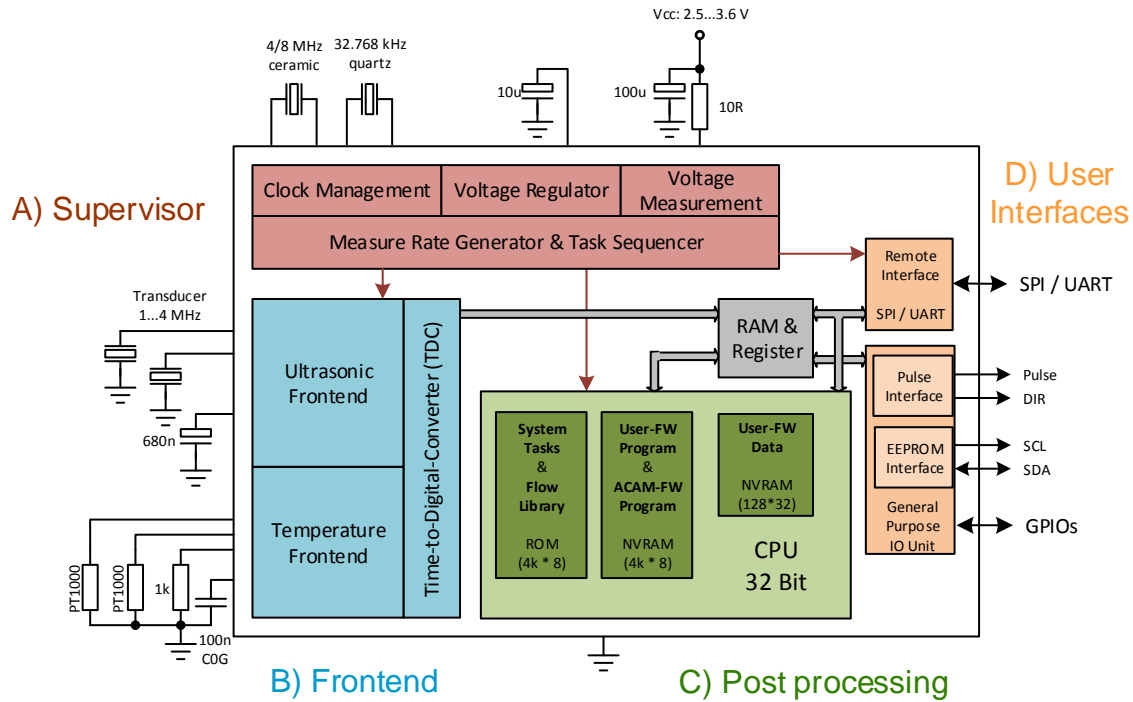 Vcc: 2.5...3.6 V
4/8 MHz
ceramic
32.768 kHz
quartz
10u
100u
10R
A) Supervisor
Clock Management
Voltage Regulator
Voltage
Measurement
Measure Rate Generator & Task Sequencer
D) User
Interfaces
Remote
Interface
SPI / UART
SPI / UART
Transducer
1...4 MHz
680n
Ultrasonic
Frontend
Temperature
Frontend
Time-to-Digital-Converter (TDC)
RAM &
Register
Pulse
Interface
Pulse
DIR
EEPROM
Interface
SCL
SDA
General
Purpose
IO Unit
GPIOs
System
Tasks
&
Flow
Library
ROM
(4k * 8)
User-FW
Program
&
ACAM-FW
Program
NVRAM
(4k * 8)
User-FW
Data
NVRAM
(128*32)
CPU
32 Bit
PT1000
PT1000
1k
100n
C0G
B) Frontend
C) Post processing